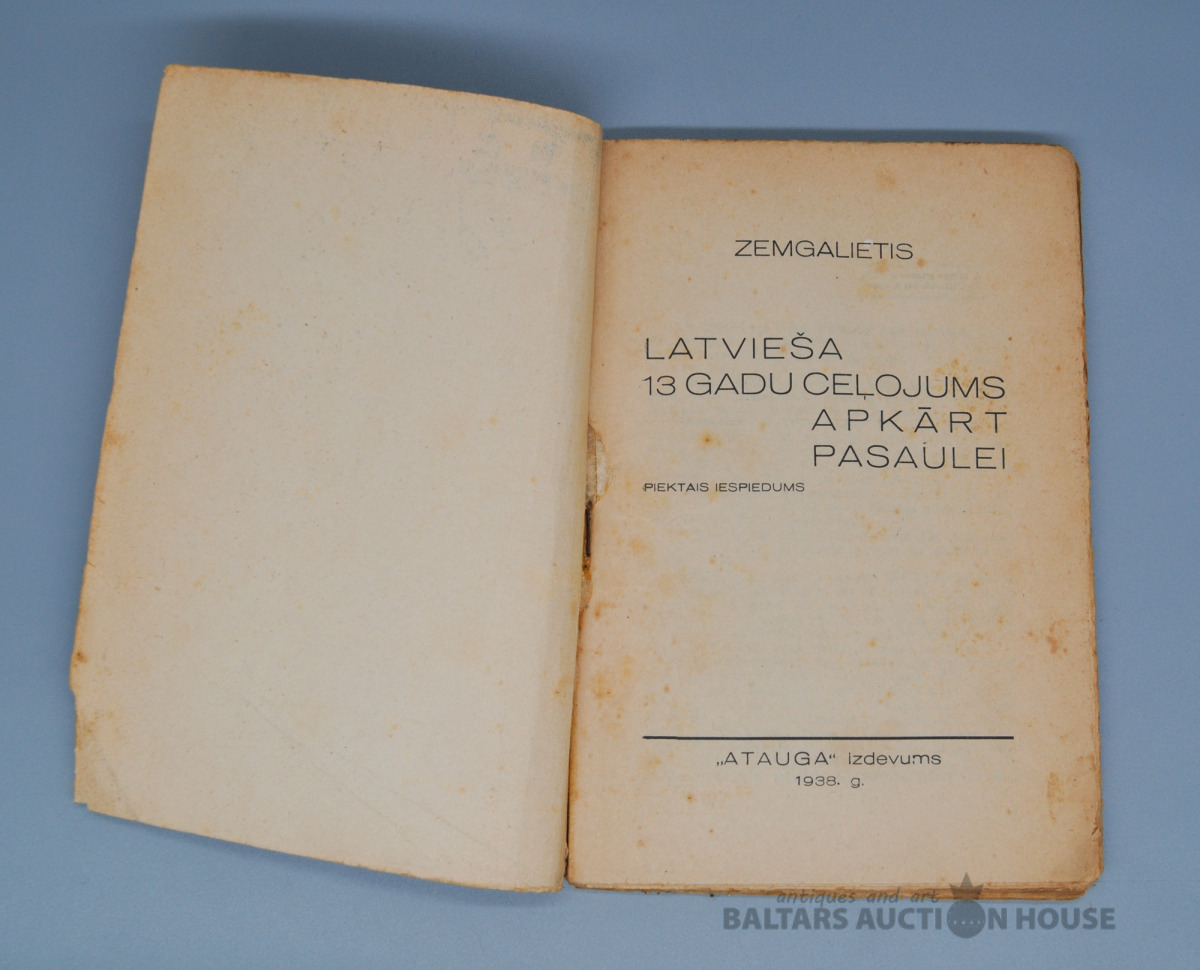 ZEMGALIETIS
LATVIEŠA
13 GADU CEĻOJUMS
APKĀRT
PASAULEI
PIEKTAIS IESPIEDUMS
„ATAUGA“ izdevums
1938. g.
antiques and art
BALTARS AUCTION HOUSE